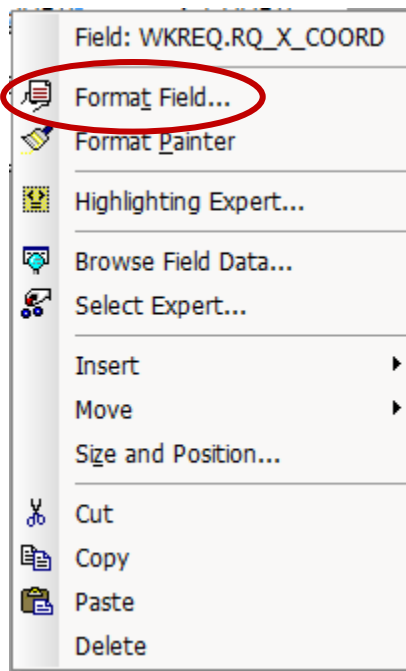 Field: WKREQ.RQ_X_COORD
Format Field...
Format Painter
Highlighting Expert...
Browse Field Data...
Select Expert...
Insert
Move
Size and Position...
Cut
Copy
Paste
Delete